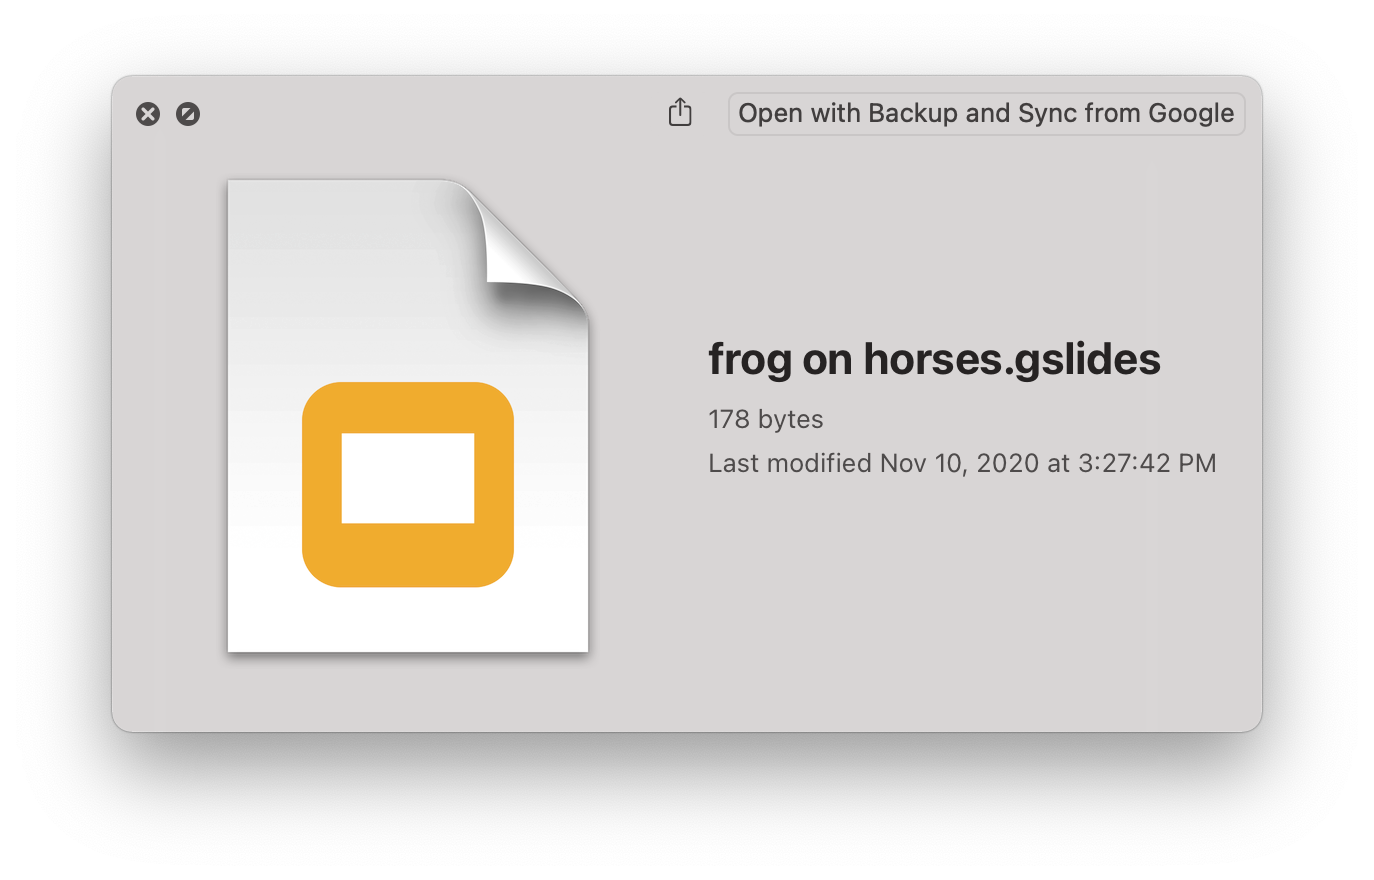 Open with Backup and Sync from Google
frog on horses.gslides
178 bytes
Last modified Nov 10, 2020 at 3:27:42 PM